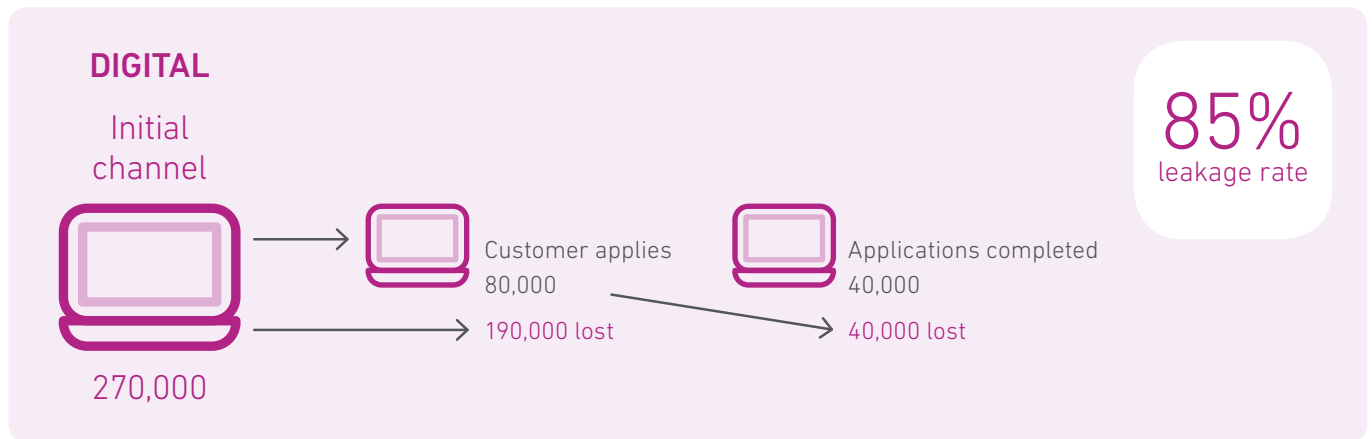 DIGITAL
Initial
channel
270,000
Customer applies
80,000
190,000 lost
Applications completed
40,000
40,000 lost
85%
leakage rate